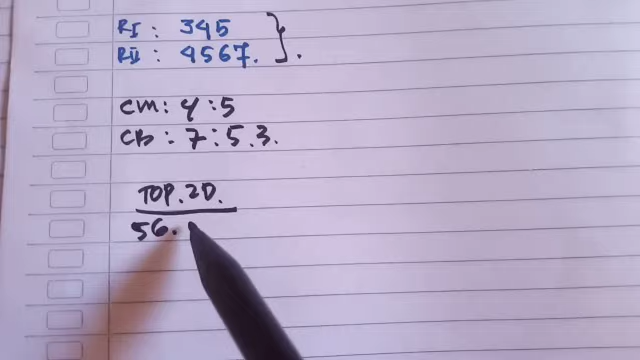 RI : 345
RII : 4567.
CM : 4 : 5
CB : 7 : 5.3.
TOP. 2D.
56.